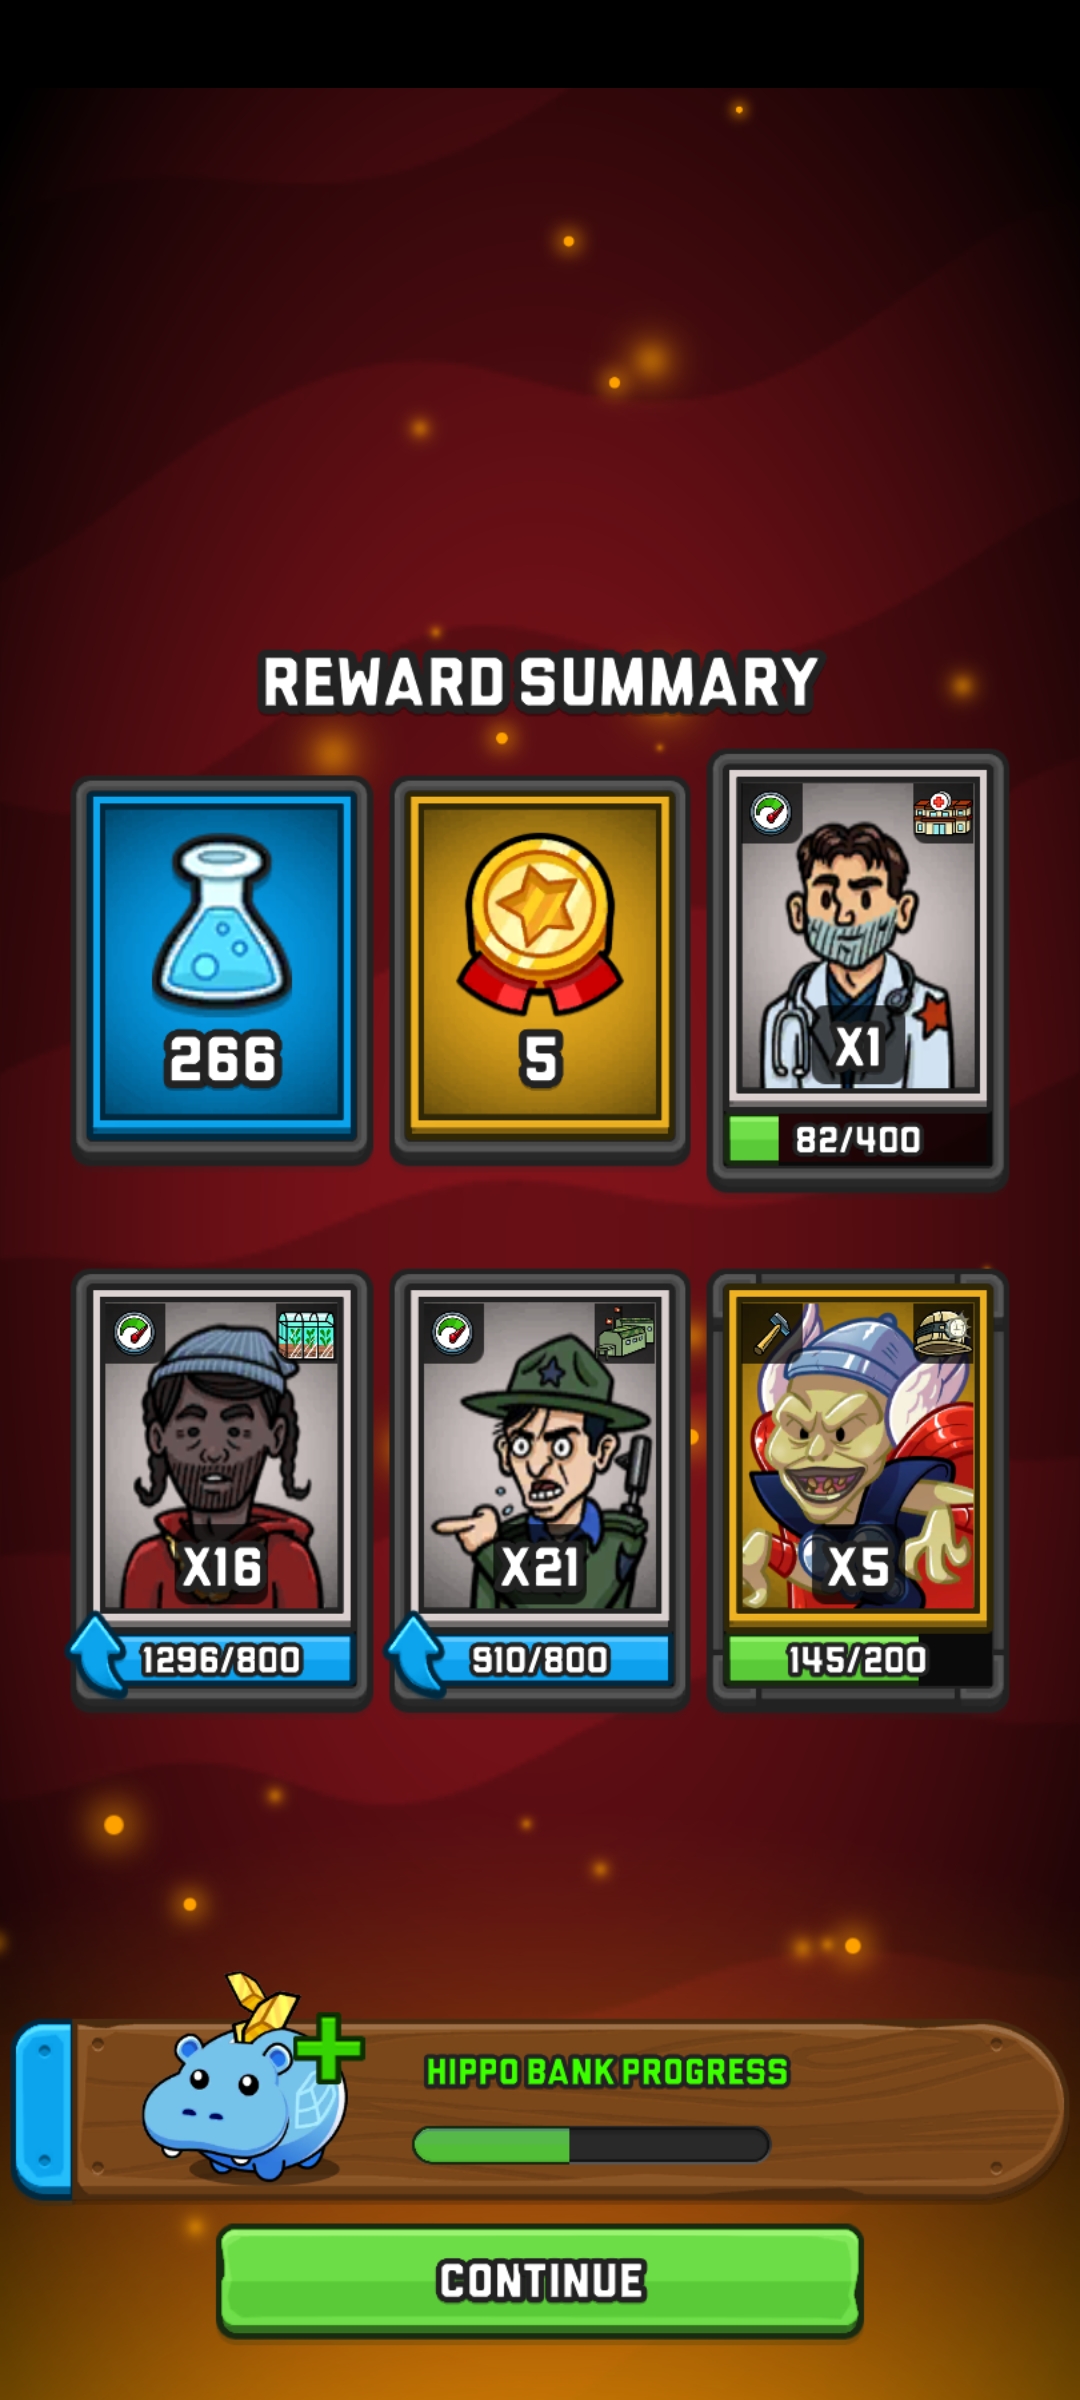 REWARD SUMMARY
266
5
X1
82/400
X16
1296/800
X21
910/800
X5
145/200
HIPPO BANK PROGRESS
CONTINUE